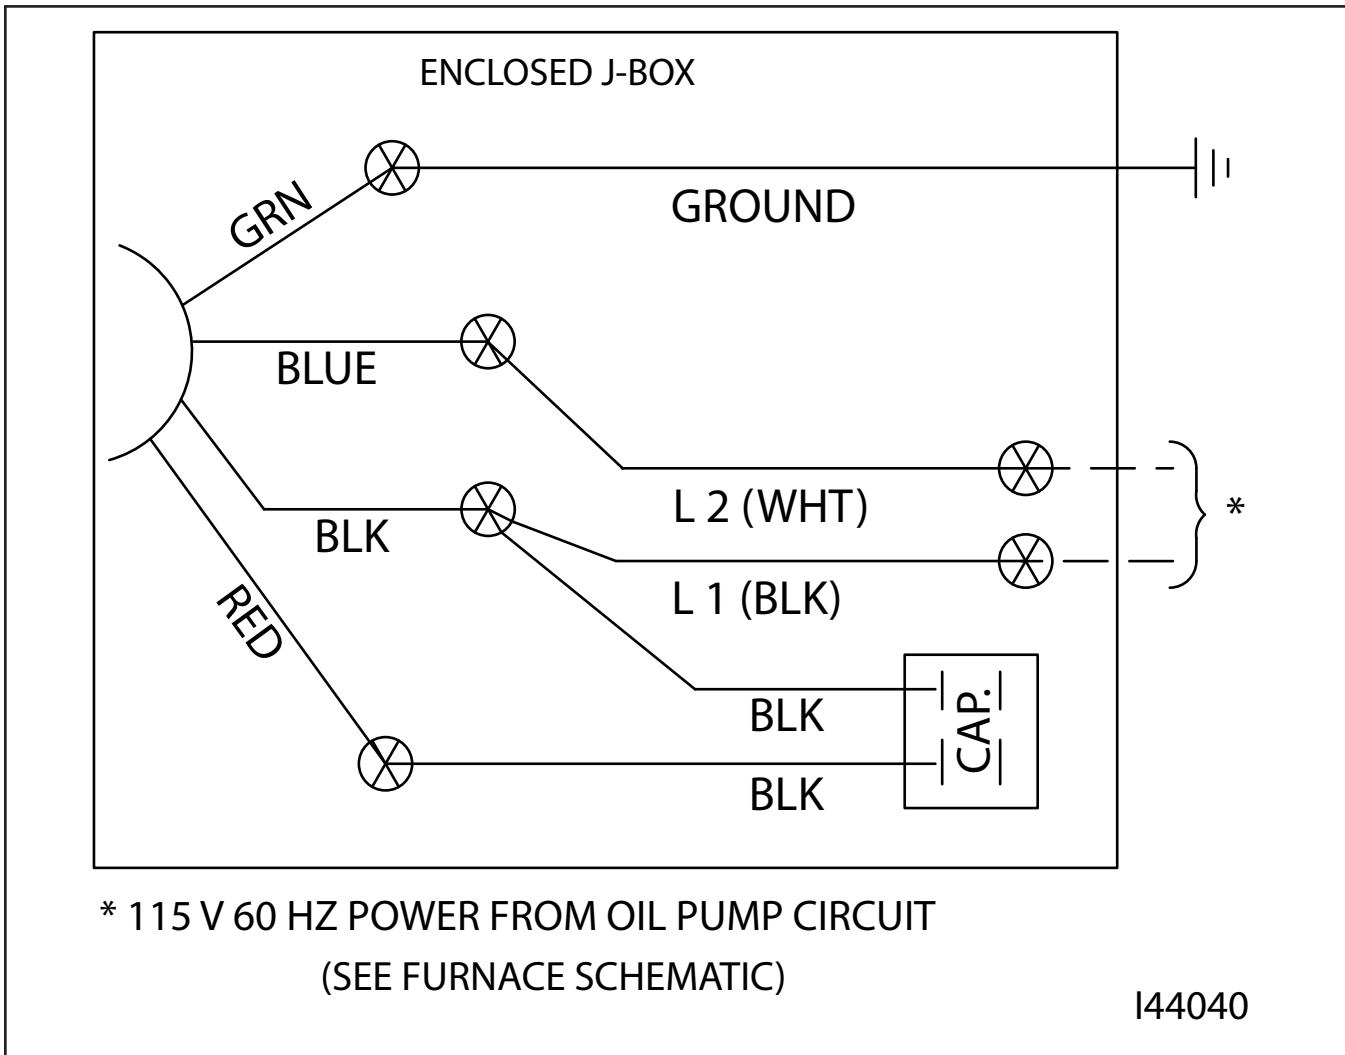 ENCLOSED J-BOX
GRN
GROUND
BLUE
L 2 (WHT)
*
BLK
L 1 (BLK)
RED
BLK
CAP.
BLK
* 115 V 60 HZ POWER FROM OIL PUMP CIRCUIT
(SEE FURNACE SCHEMATIC)
I44040